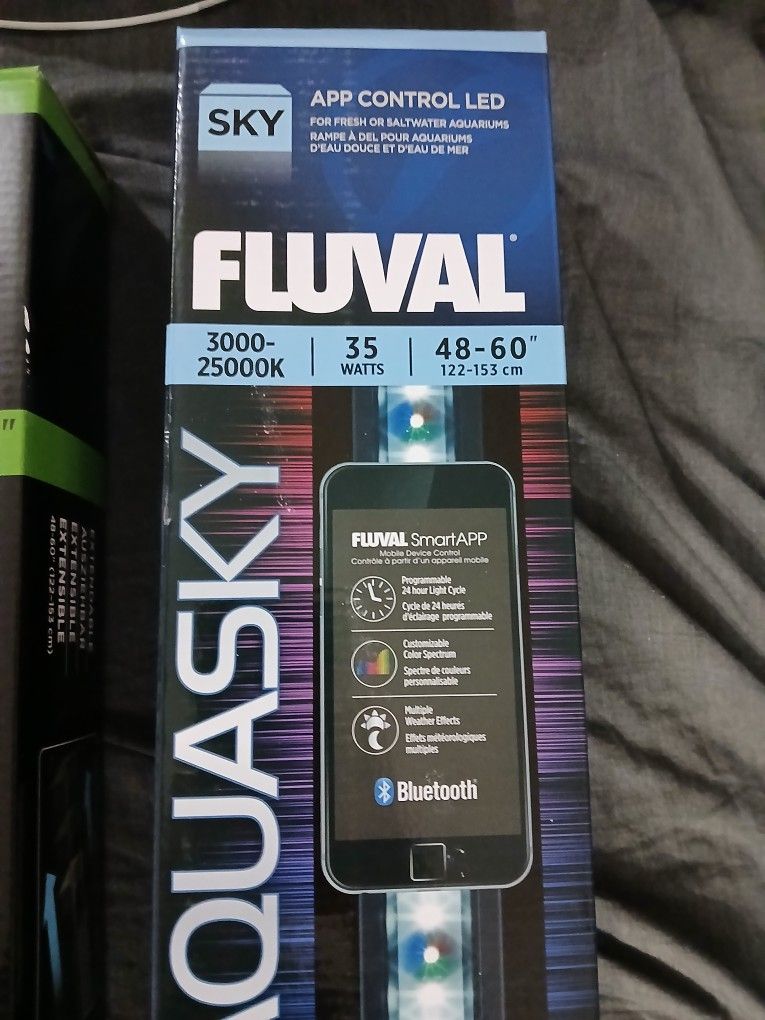 SKY
APP CONTROL LED
FOR FRESH OR SALTWATER AQUARIUMS
RAMPE À DEL POUR AQUARIUMS
D'EAU DOUCE ET D'EAU DE MER
FLUVAL®
3000-
25000K
35
WATTS
48-60"
122-153 cm
AQUASKY
FLUVAL SmartAPP
Mobile Device Control
Contrôle à partir d'un appareil mobile
Programmable
24 hour Light Cycle
Cycle de 24 heures
d'éclairage programmable
Customizable
Color Spectrum
Spectre de couleurs
personnalisable
Multiple
Weather Effects
Effets météorologiques
multiples
Bluetooth®
"
EXTENSIBLE
EXTENSIBLE
48-60" (122-153 cm)